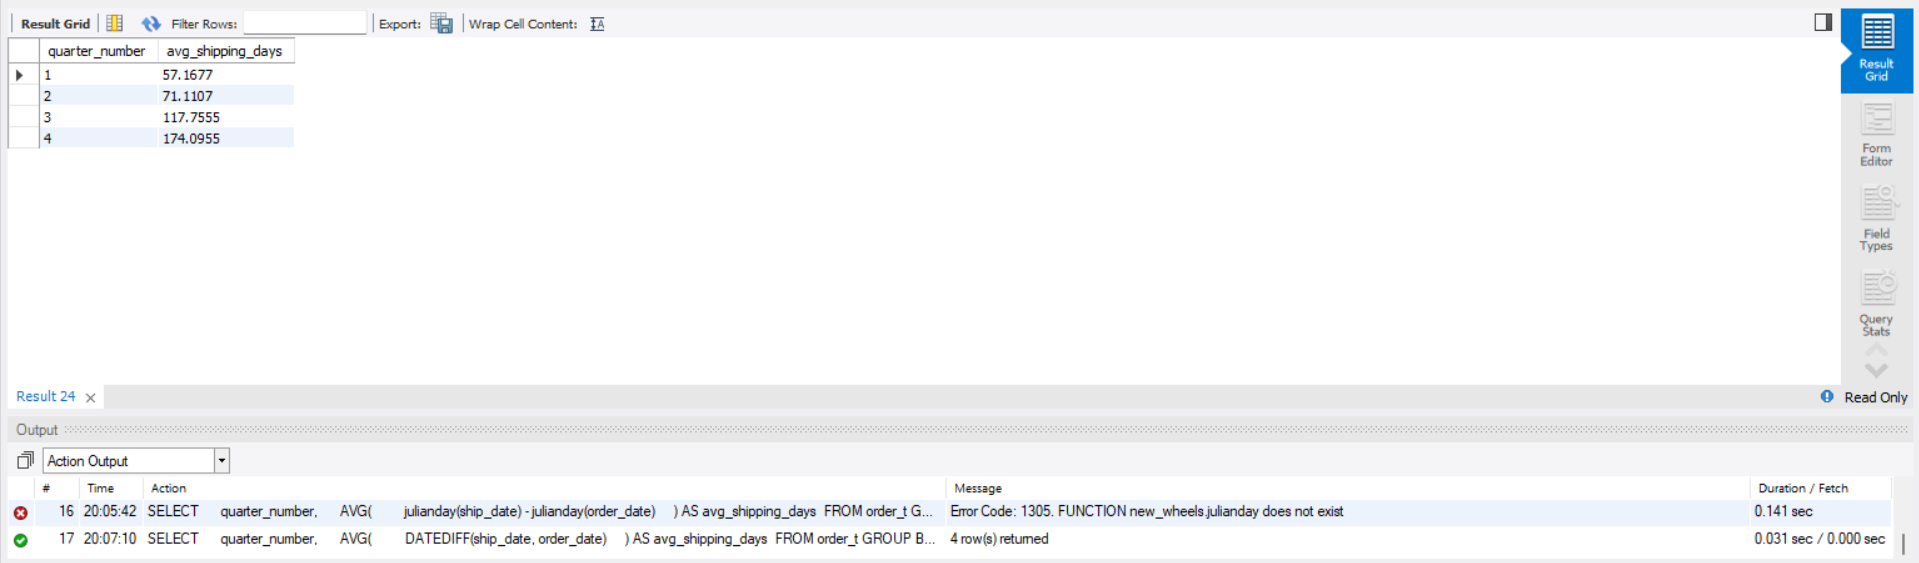 Result Grid Filter Rows: Export: Wrap Cell Content: IA
quarter_number avg_shipping_days
1 57.1677
2 71.1107
3 117.7555
4 174.0955
Result Grid
Form Editor
Field Types
Query Stats
Result 24 × Read Only
Output
Action Output
# Time Action Message Duration / Fetch
16 20:05:42 SELECT quarter_number, AVG( julianday(ship_date) - julianday(order_date) ) AS avg_shipping_days FROM order_t G... Error Code: 1305. FUNCTION new_wheels.julianday does not exist 0.141 sec
17 20:07:10 SELECT quarter_number, AVG( DATEDIFF(ship_date, order_date) ) AS avg_shipping_days FROM order_t GROUP B... 4 row(s) returned 0.031 sec / 0.000 sec